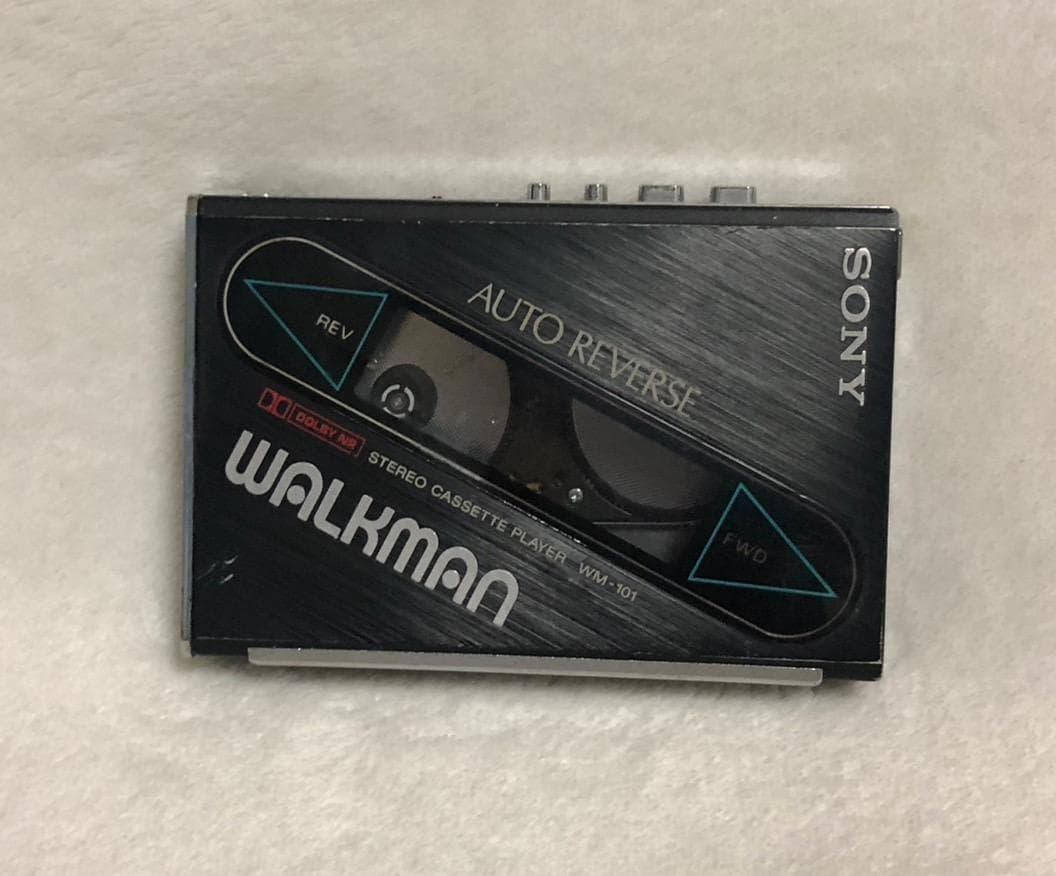 SONY
AUTO REVERSE
REV
DOLBY NR
STEREO CASSETTE PLAYER WM-101
WALKMAN
FWD